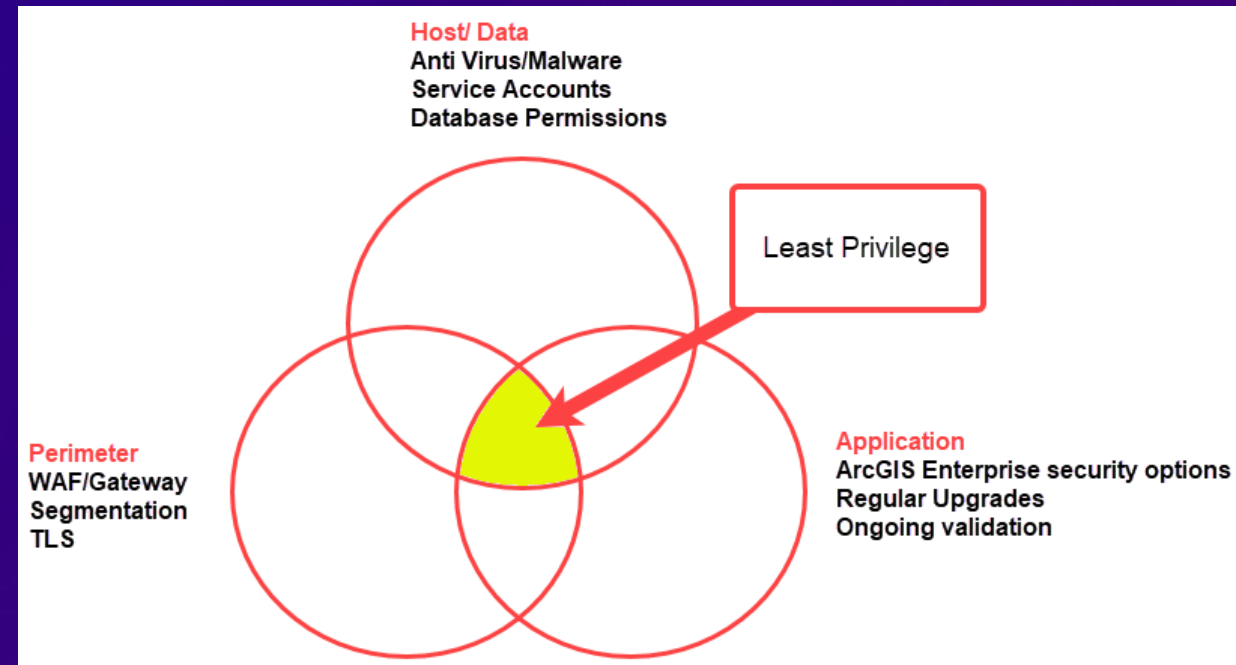 Host/ Data
Anti Virus/Malware
Service Accounts
Database Permissions
Least Privilege
Perimeter
WAF/Gateway
Segmentation
TLS
Application
ArcGIS Enterprise security options
Regular Upgrades
Ongoing validation